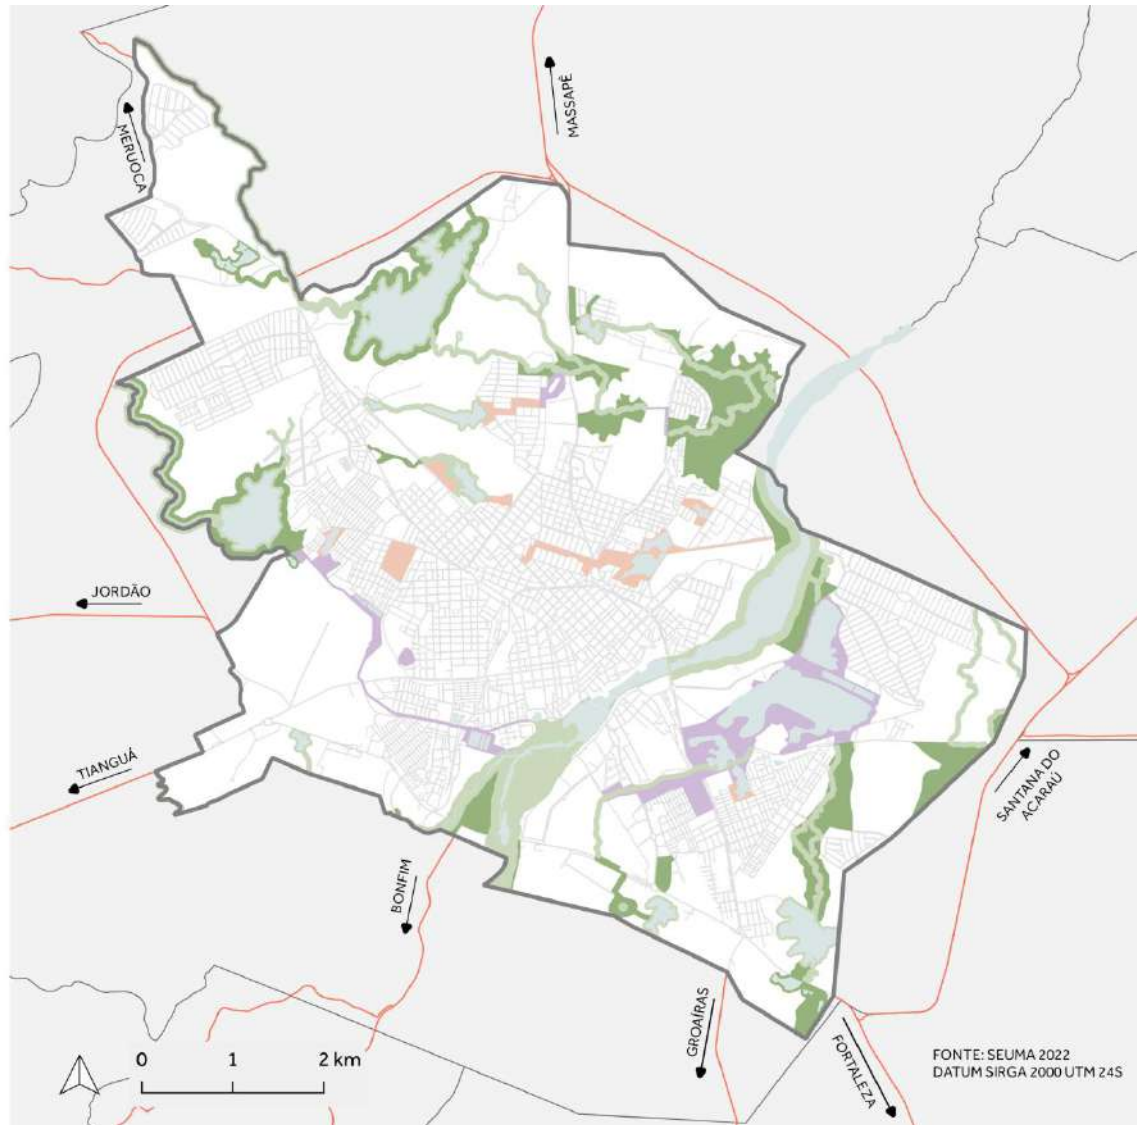 MASSAPÊ
MERUOCA
JORDÃO
TIANGUÁ
SANTANA DO
ACARAÚ
BONFIM
GROAÍRAS
FORTALEZA
0 1 2 km
FONTE: SEUMA 2022
DATUM SIRGA 2000 UTM 24S